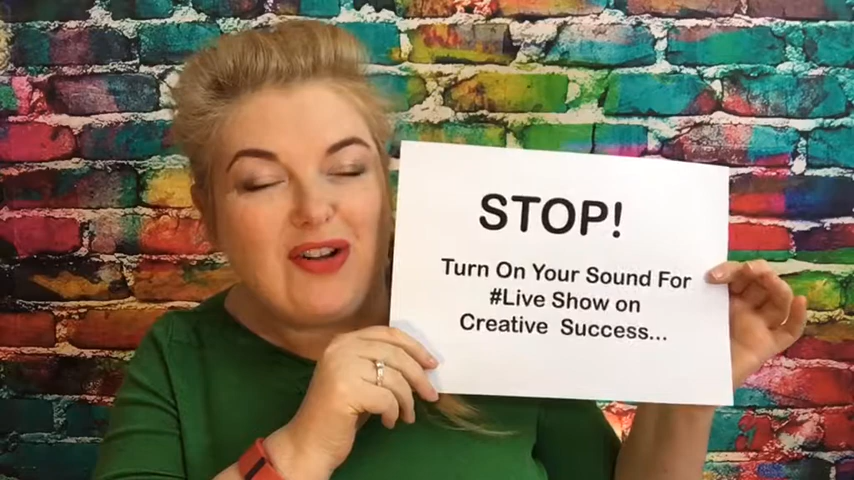 STOP!
Turn On Your Sound For
#Live Show on
Creative Success...